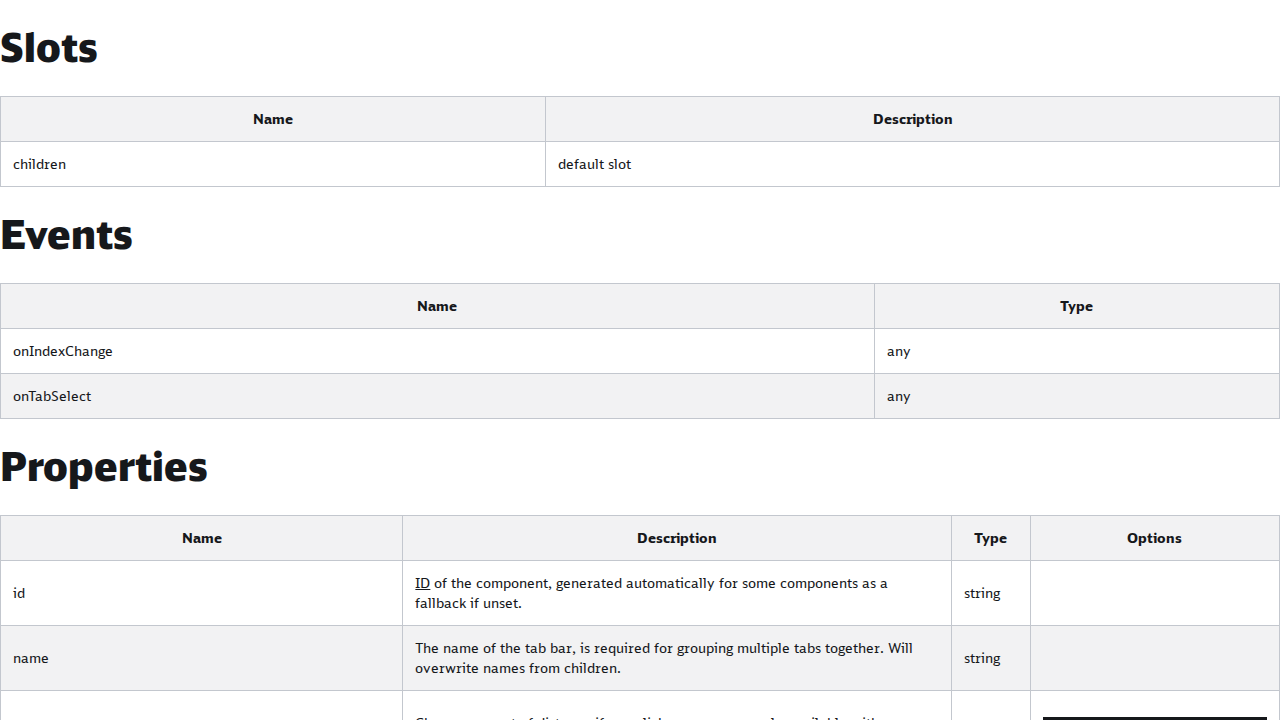 Slots
Name Description
children default slot
Events
Name Type
onIndexChange any
onTabSelect any
Properties
Name Description Type Options
id ID of the component, generated automatically for some components as a fallback if unset. string
name The name of the tab bar, is required for grouping multiple tabs together. Will overwrite names from children. string